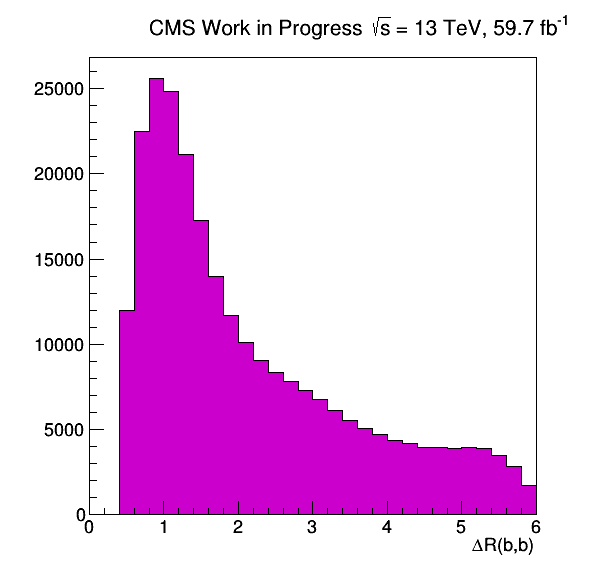 CMS Work in Progress √s = 13 TeV, 59.7 fb⁻¹
25000
20000
15000
10000
5000
0
0 1 2 3 4 5 6
ΔR(b,b)